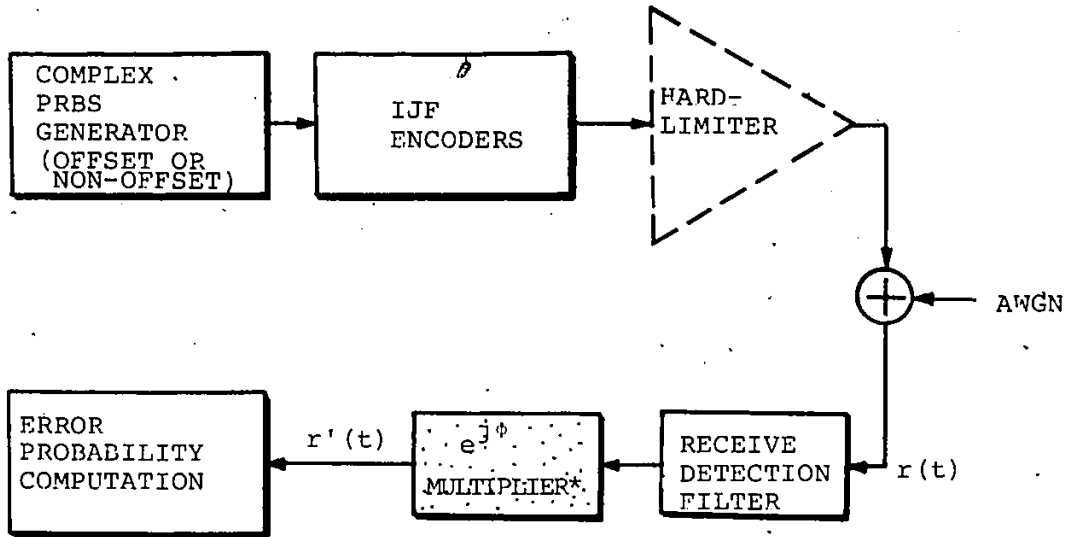 COMPLEX
PRBS
GENERATOR
(OFFSET OR
NON-OFFSET)
IJF
ENCODERS
HARD-
LIMITER
AWGN
r(t)
RECEIVE
DETECTION
FILTER
e^{jφ}
MULTIPLIER*
r'(t)
ERROR
PROBABILITY
COMPUTATION